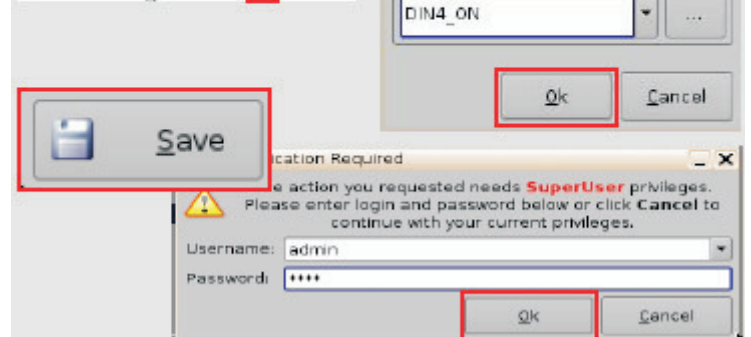 DIN4_ON
...
Ok Cancel
Save
cation Required
e action you requested needs SuperUser privileges.
Please enter login and password below or click Cancel to
continue with your current privileges.
Username: admin
Password: ****
Ok Cancel